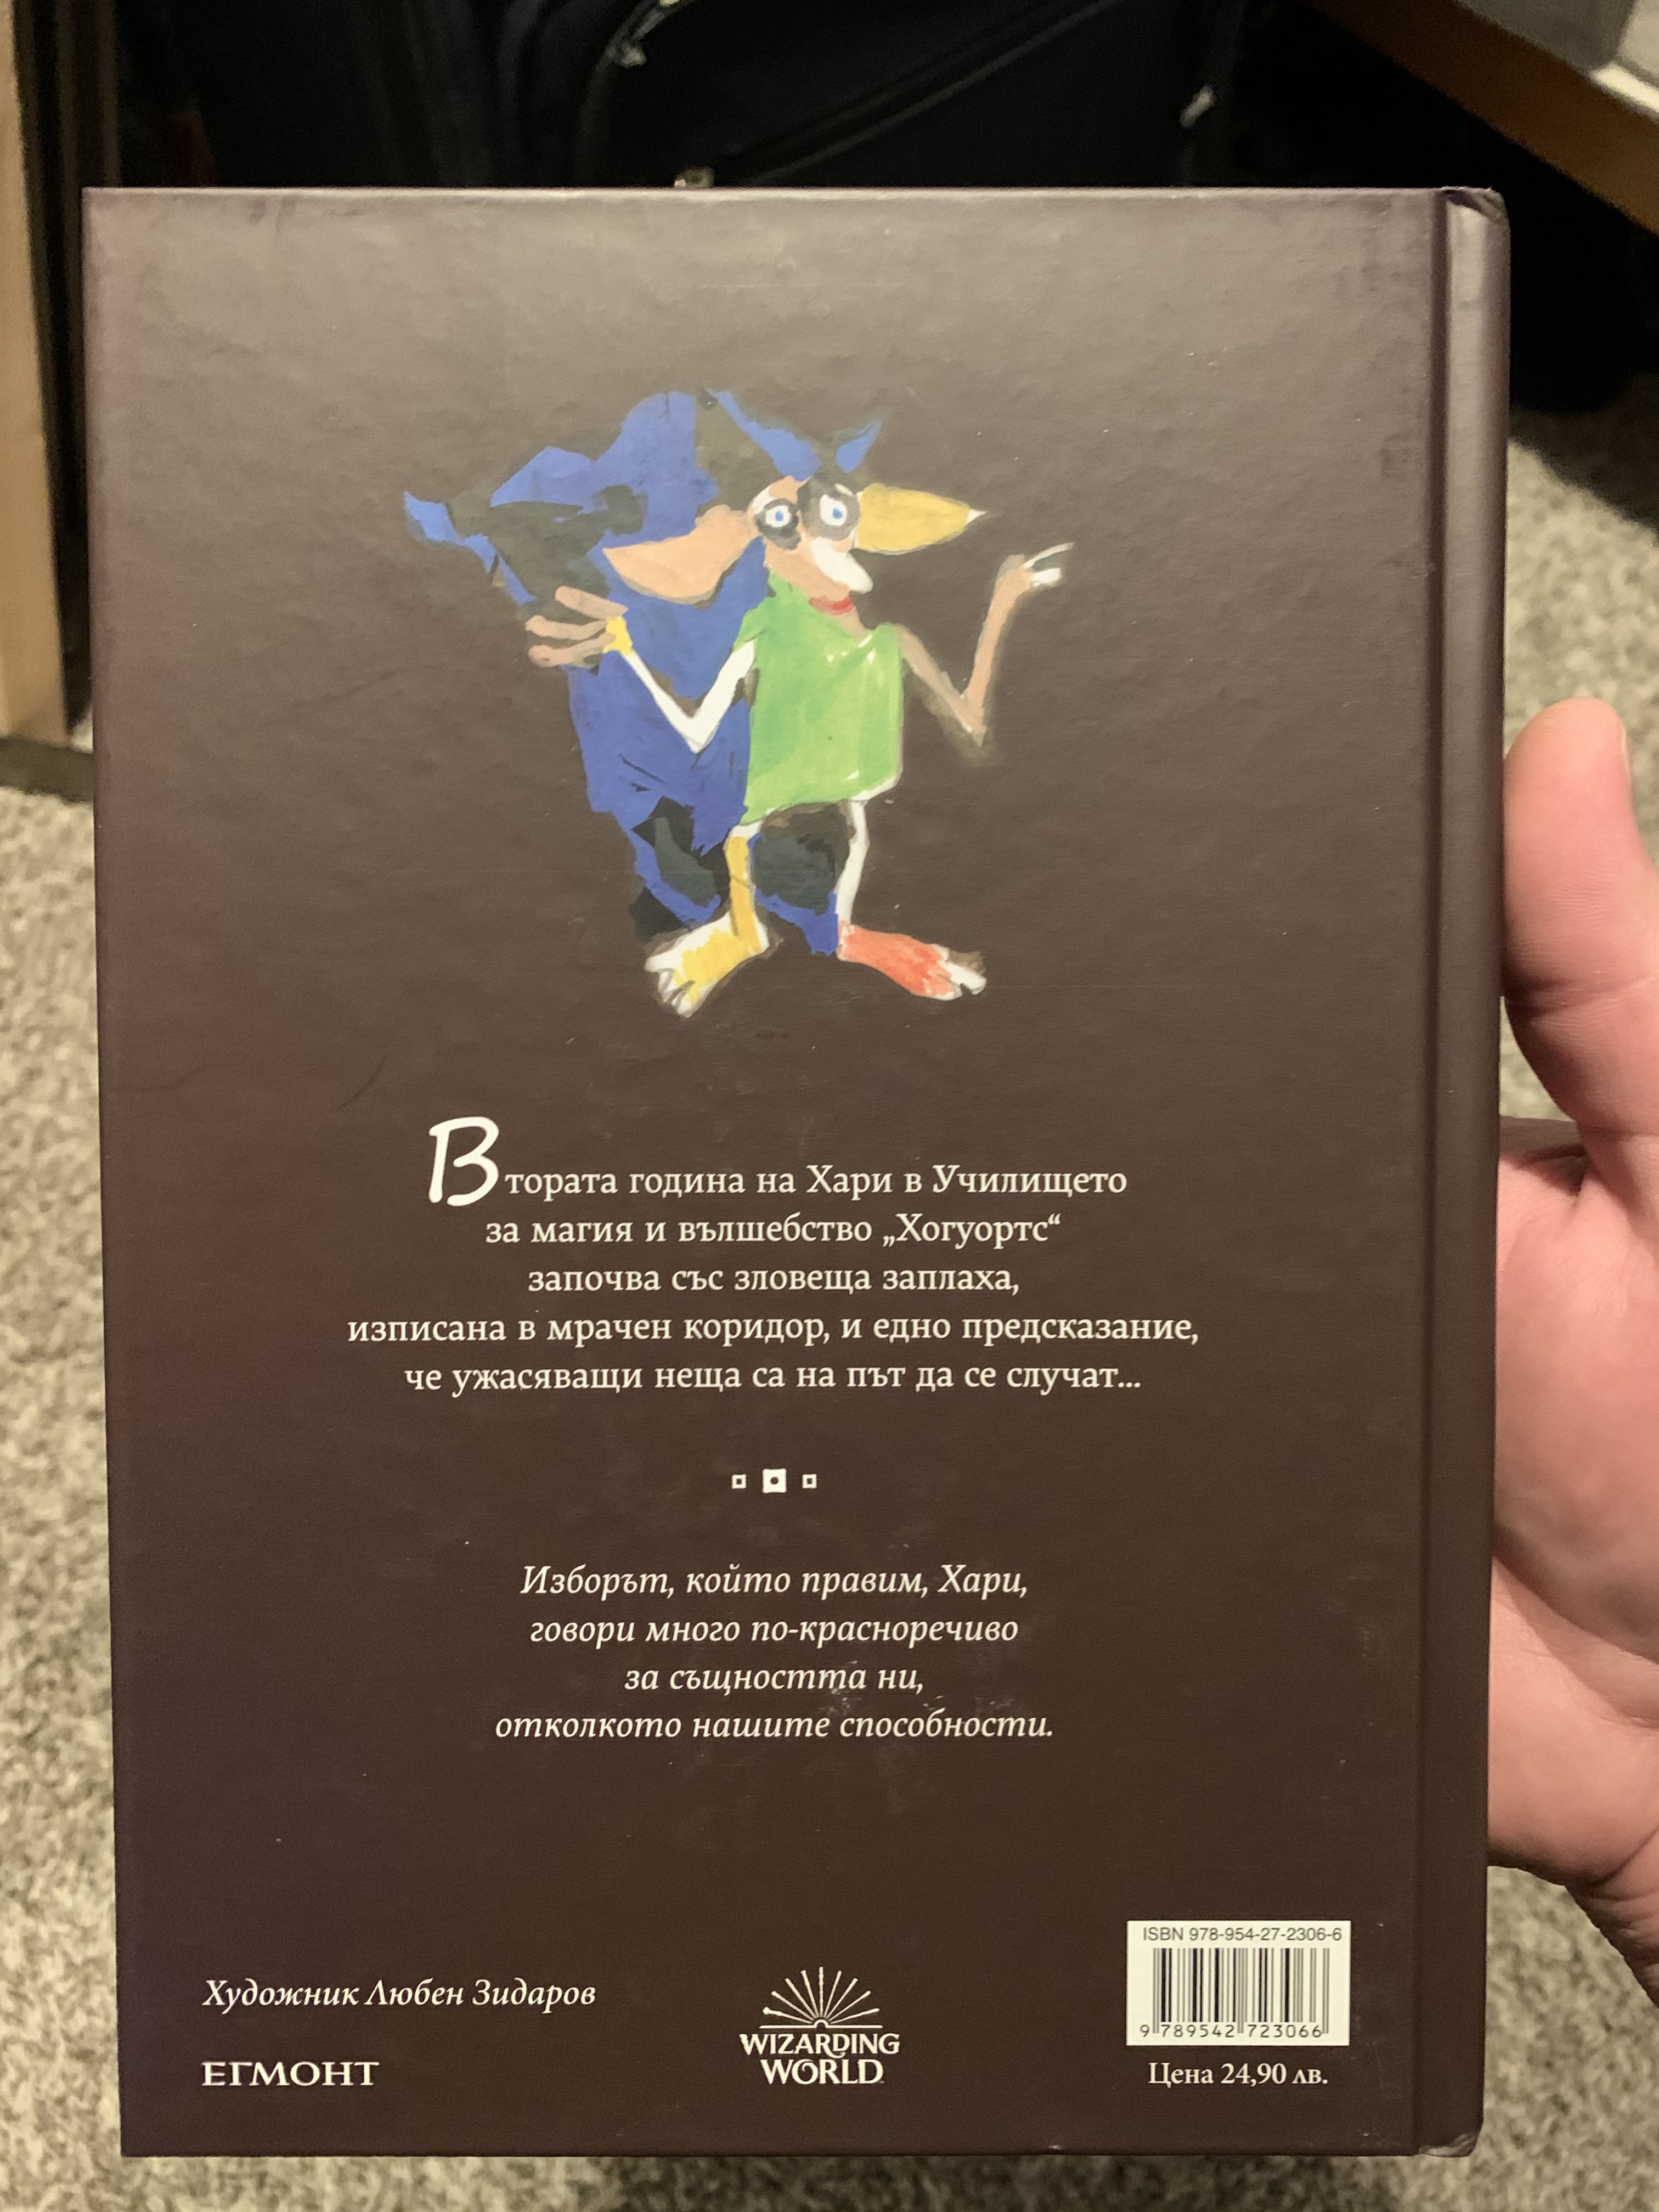 Втората година на Хари в Училището
за магия и вълшебство „Хогуортс“
започва със зловеща заплаха,
изписана в мрачен коридор, и едно предсказание,
че ужасяващи неща са на път да се случат...
Изборът, който правим, Хари,
говори много по-красноречиво
за същността ни,
отколкото нашите способности.
Художник Любен Зидаров
ЕГМОНТ
WIZARDING
WORLD
ISBN 978-954-27-2306-6
9 789542 723066
Цена 24,90 лв.